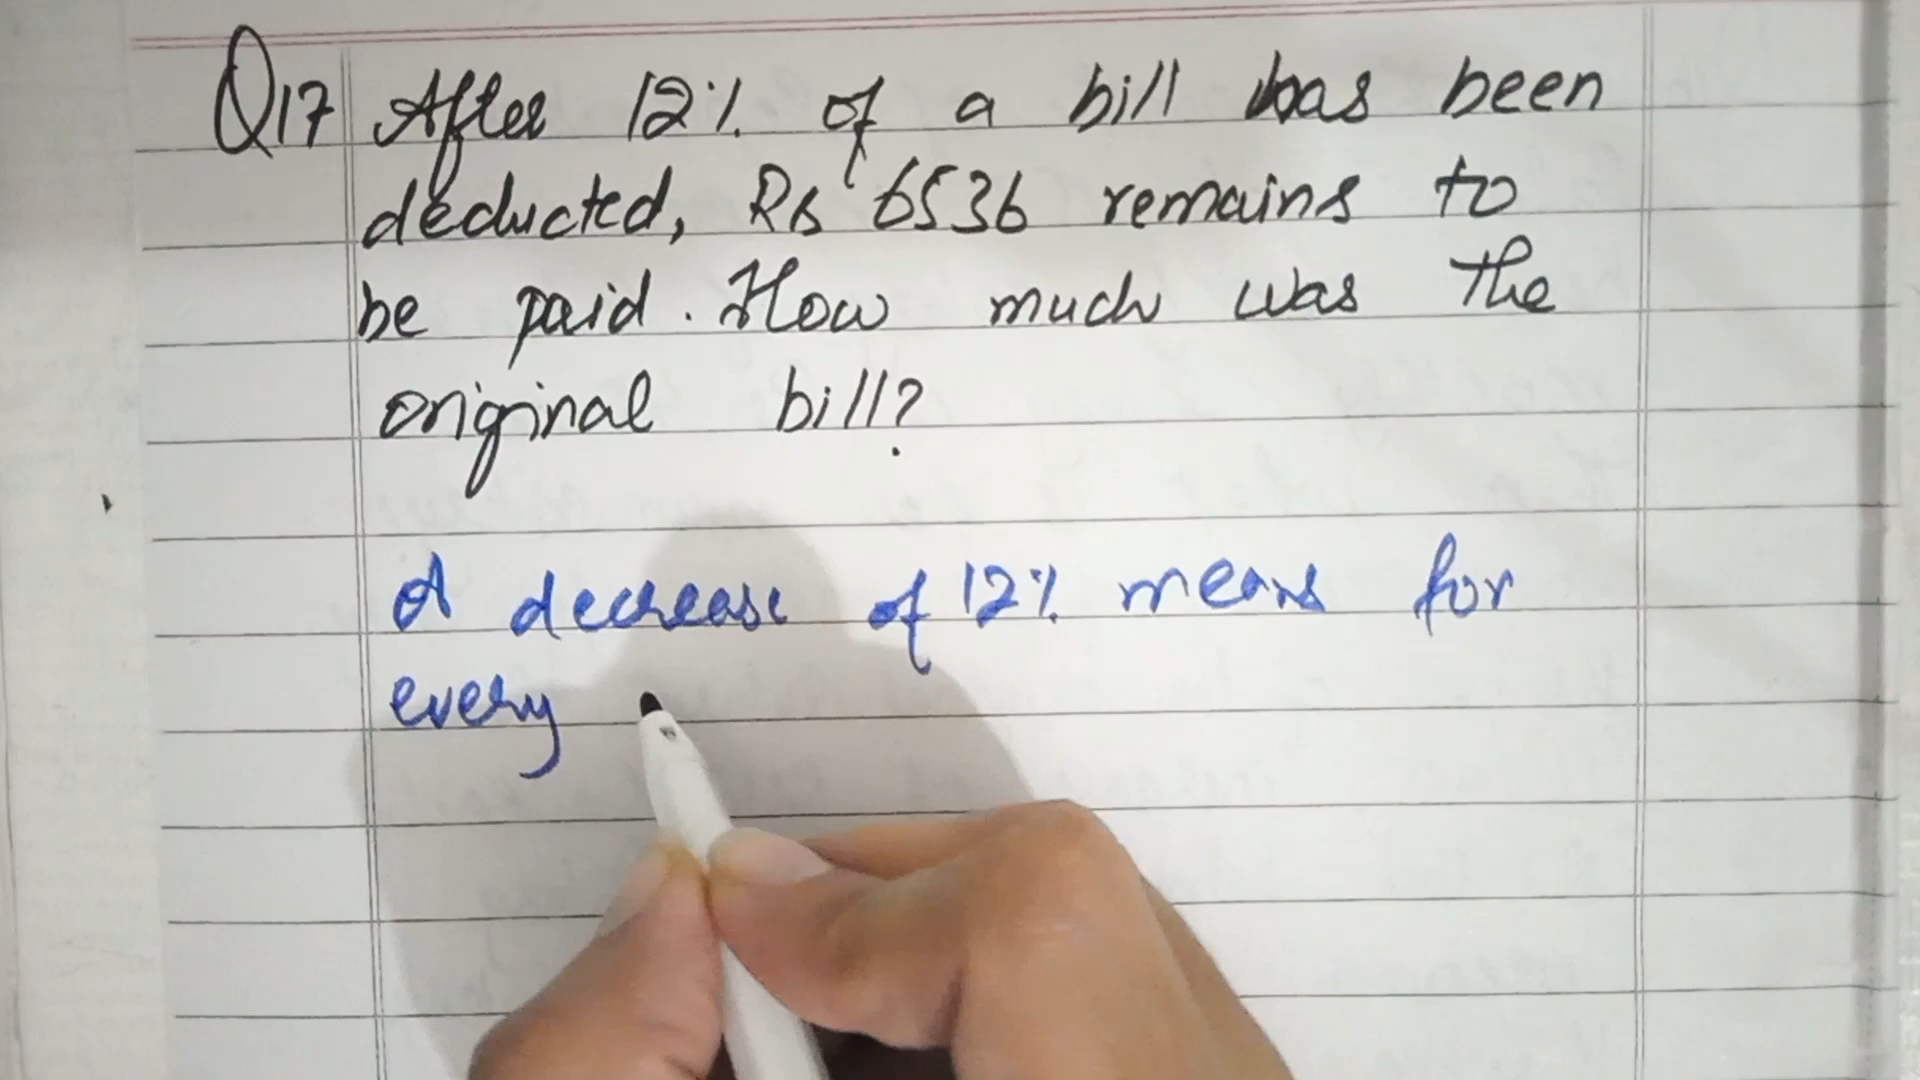 Q17 After 12% of a bill has been
deducted, Rs 6536 remains to
be paid. How much was the
original bill?
A decrease of 12% means for
every